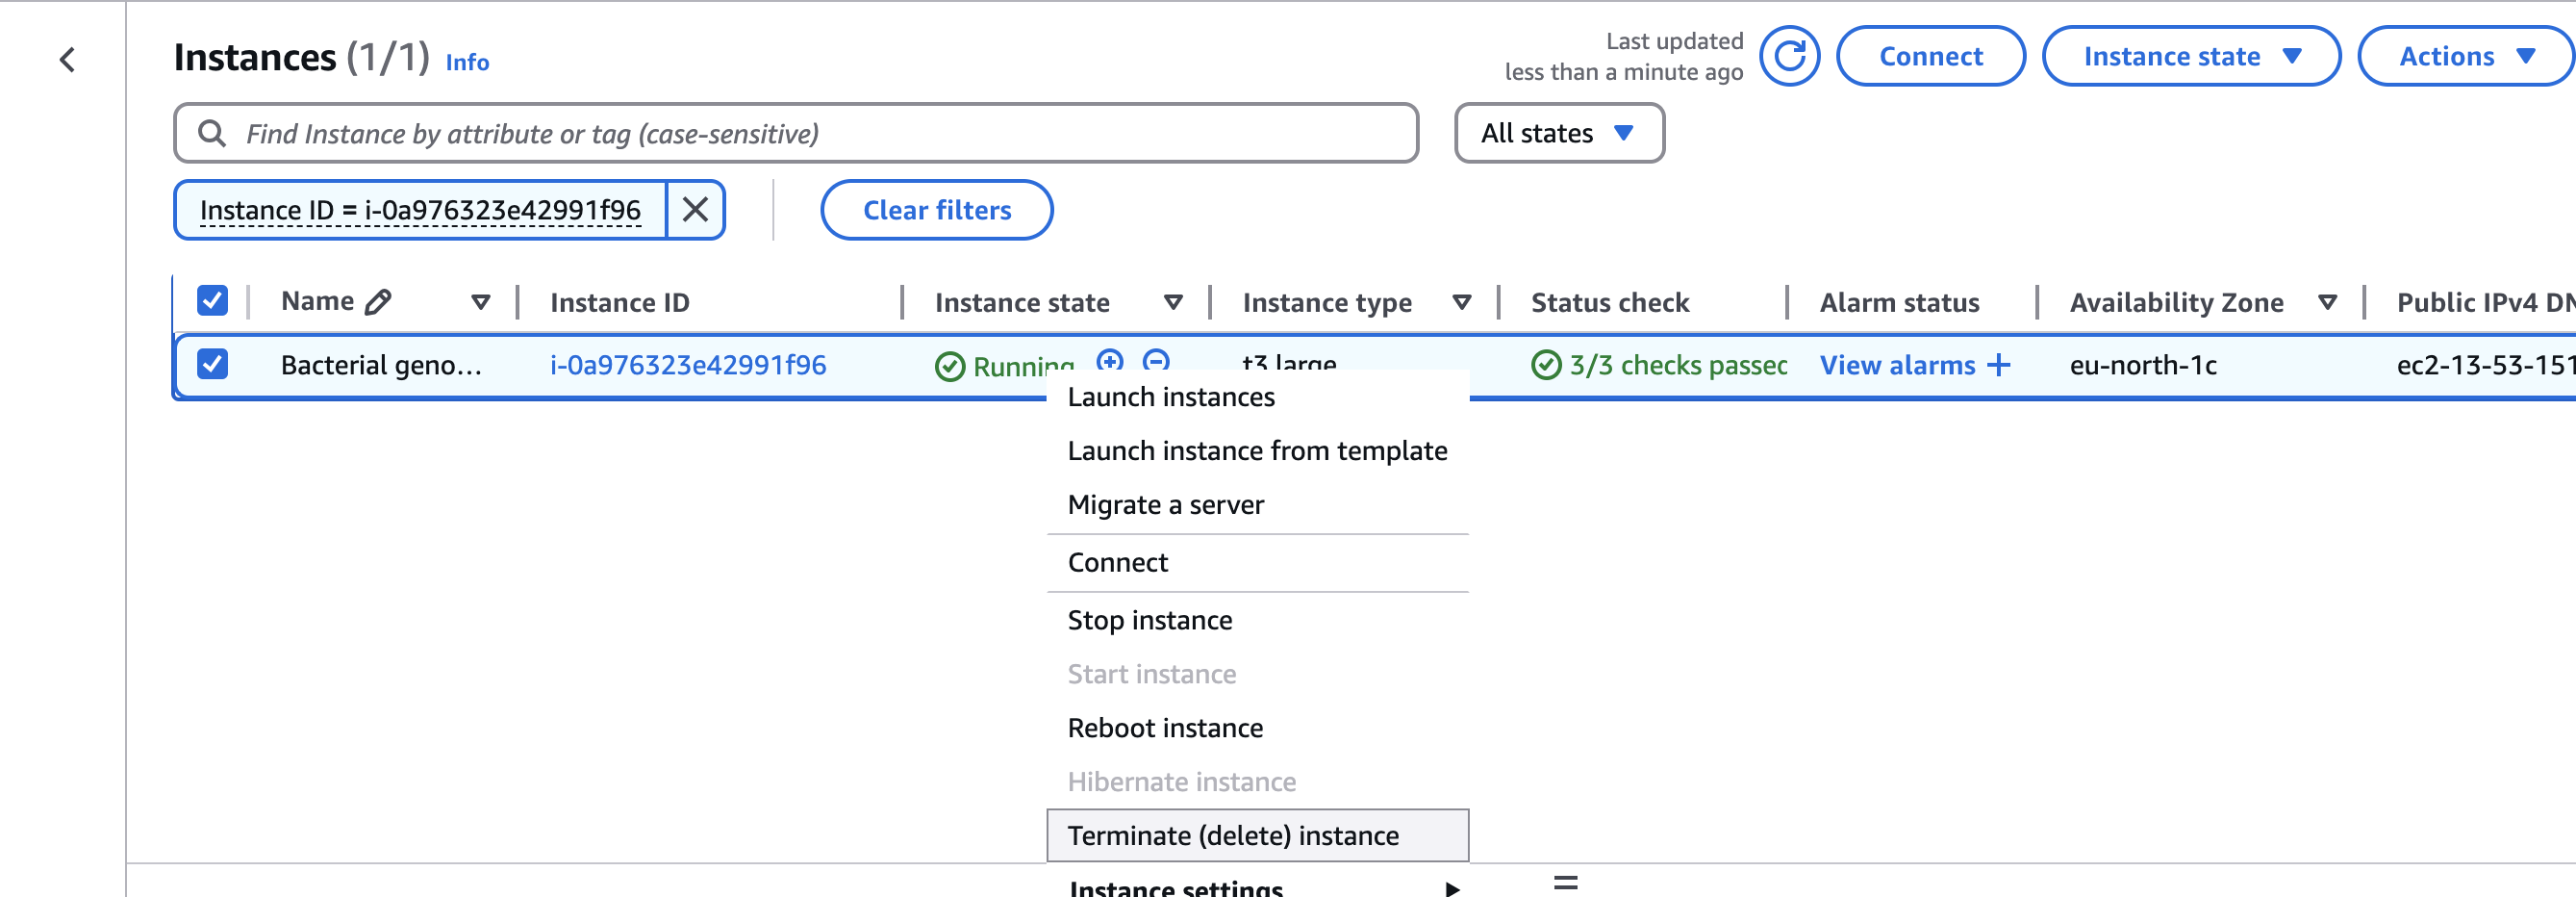 Instances (1/1) Info
Last updated
less than a minute ago
Connect
Instance state
Actions
Find Instance by attribute or tag (case-sensitive)
All states
Instance ID = i-0a976323e42991f96
Clear filters
Name Instance ID Instance state Instance type Status check Alarm status Availability Zone Public IPv4 DN
Bacterial geno... i-0a976323e42991f96 Running t3.large 3/3 checks passec View alarms + eu-north-1c ec2-13-53-151
Launch instances
Launch instance from template
Migrate a server
Connect
Stop instance
Start instance
Reboot instance
Hibernate instance
Terminate (delete) instance
Instance settings